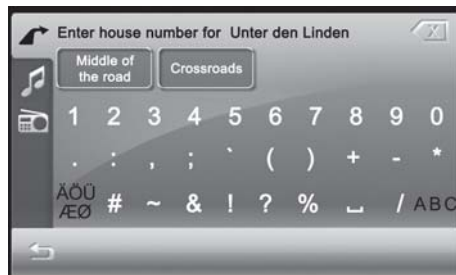 Enter house number for Unter den Linden
X
Middle of
the road
Crossroads
1 2 3 4 5 6 7 8 9 0
. : , ; ` ( ) + - *
ÄÖÜ
ÆØ # ~ & ! ? % ⎵ / ABC